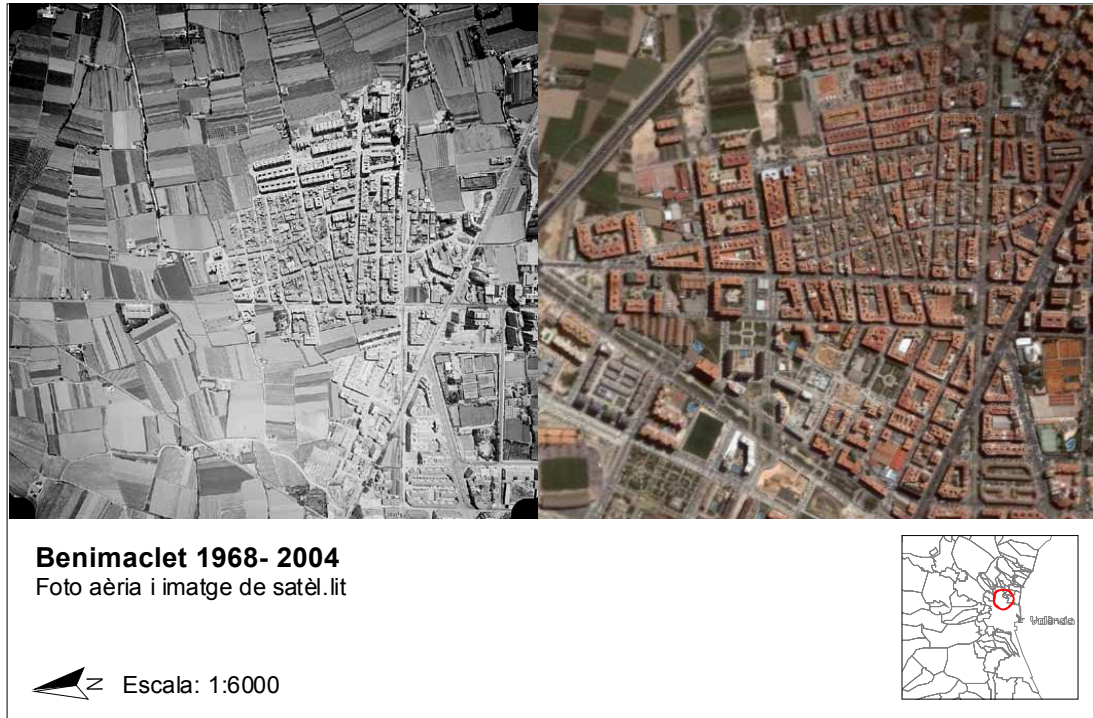 Benimaclet 1968- 2004
Foto aèria i imatge de satèl.lit
València
N
Escala: 1:6000